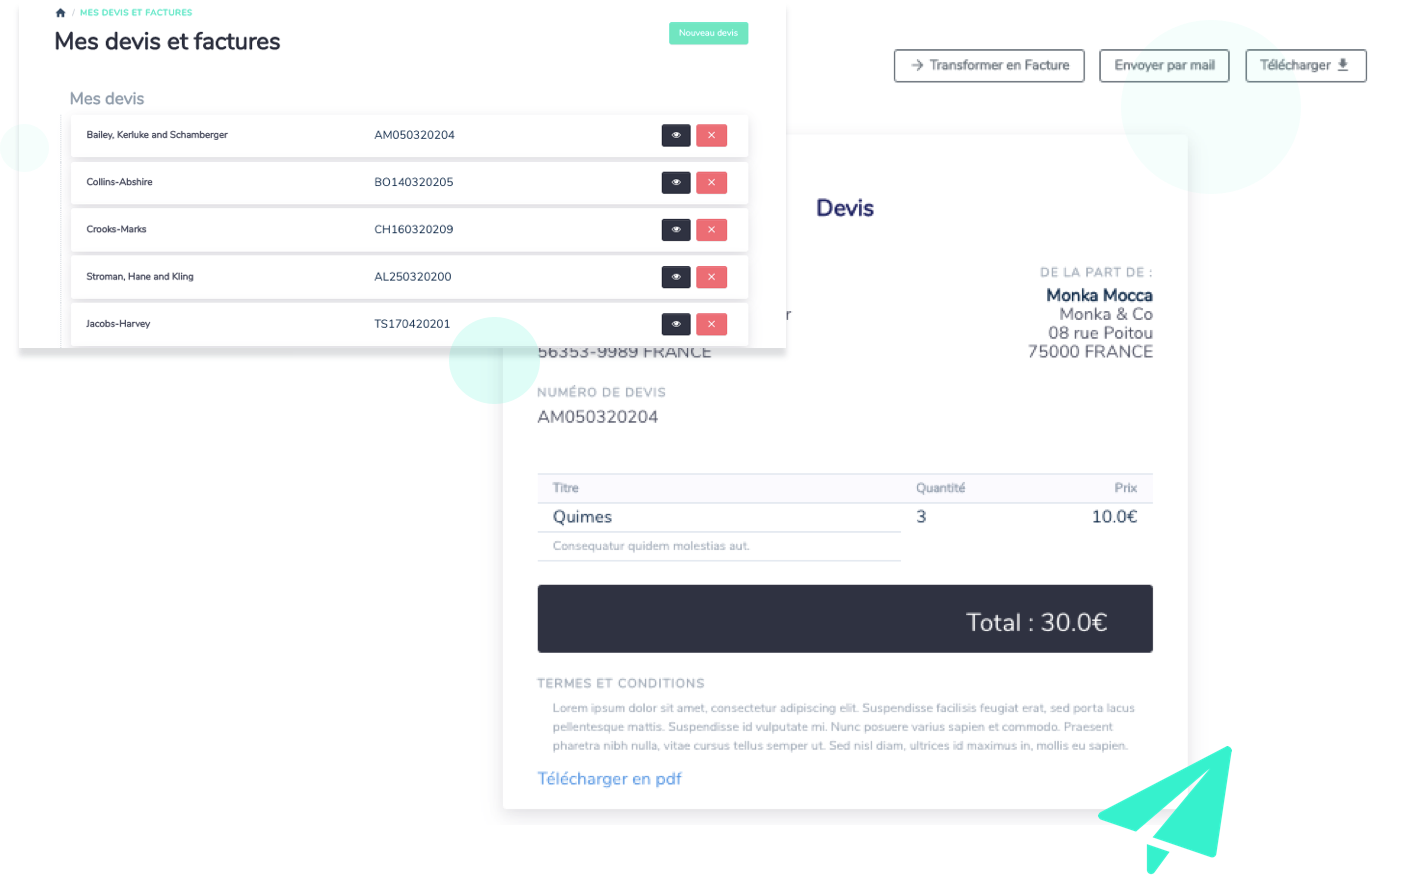 / MES DEVIS ET FACTURES
Mes devis et factures
Nouveau devis
Mes devis
Bailey, Kerluke and Schamberger AM050320204
Collins-Abshire BO140320205
Crooks-Marks CH160320209
Stroman, Hane and Kling AL250320200
Jacobs-Harvey TS170420201
Transformer en Facture
Envoyer par mail
Télécharger
Devis
DE LA PART DE :
Monka Mocca
Monka & Co
08 rue Poitou
75000 FRANCE
r
56353-9989 FRANCE
NUMÉRO DE DEVIS
AM050320204
Titre Quantité Prix
Quimes 3 10.0€
Consequatur quidem molestias aut.
Total : 30.0€
TERMES ET CONDITIONS
Lorem ipsum dolor sit amet, consectetur adipiscing elit. Suspendisse facilisis feugiat erat, sed porta lacus
pellentesque mattis. Suspendisse id vulputate mi. Nunc posuere varius sapien et commodo. Praesent
pharetra nibh nulla, vitae cursus tellus semper ut. Sed nisl diam, ultrices id maximus in, mollis eu sapien.
Télécharger en pdf